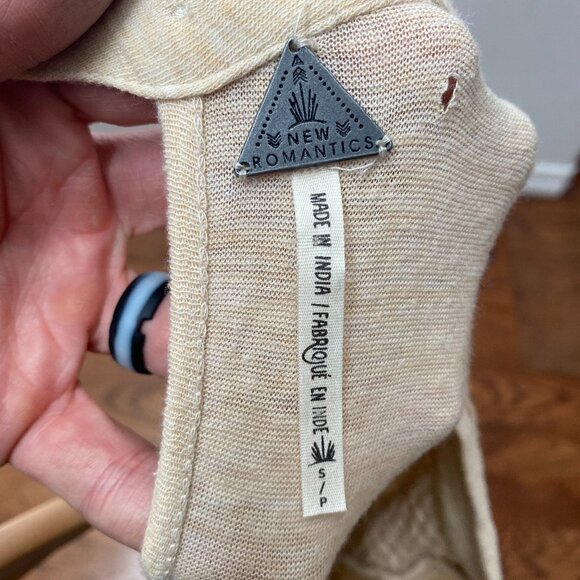 NEW
ROMANTICS
MADE IN INDIA / FABRIQUÉ EN INDE
S/P